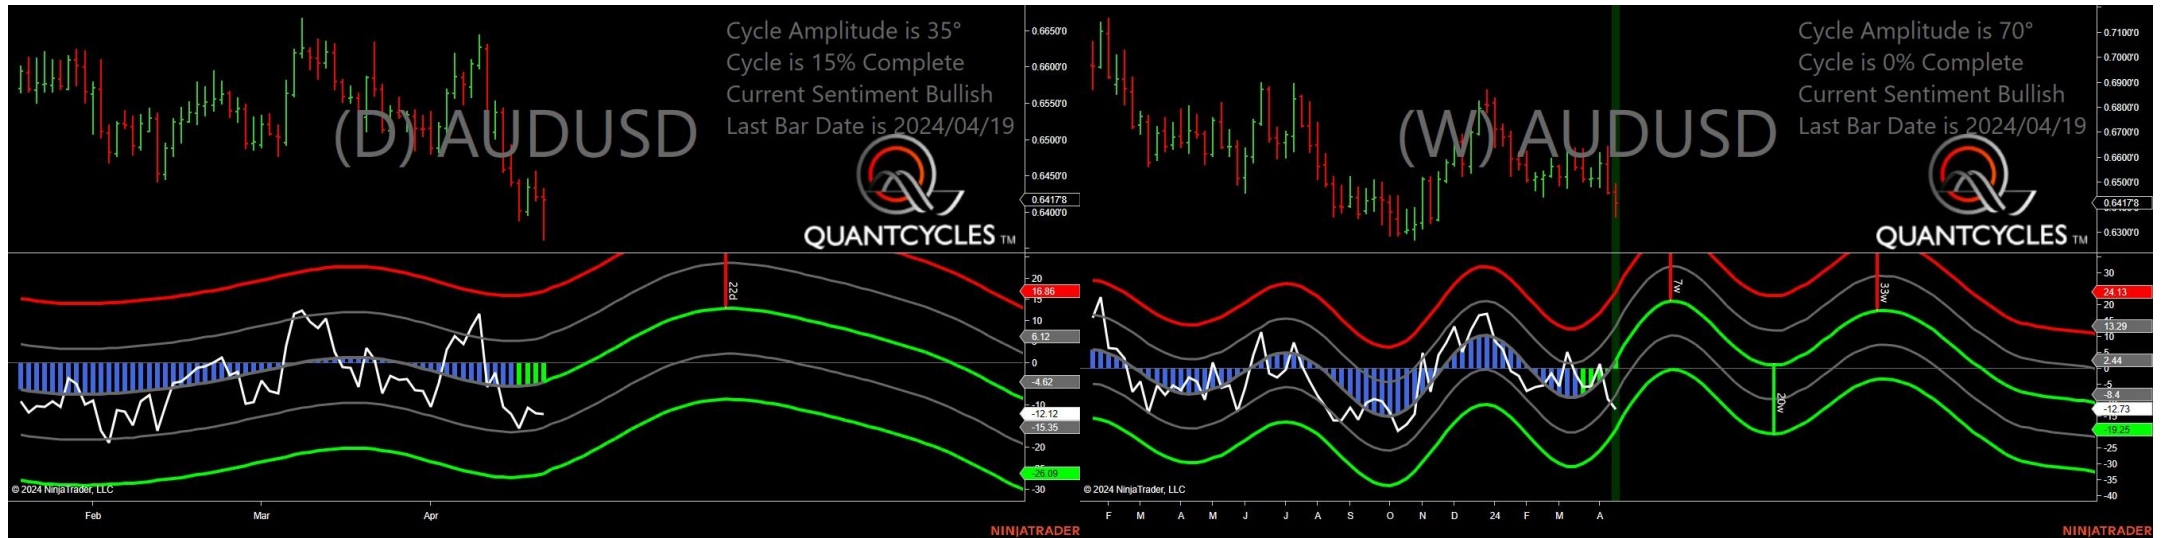 Cycle Amplitude is 35°
Cycle is 15% Complete
Current Sentiment Bullish
Last Bar Date is 2024/04/19
(D) AUDUSD
QUANTCYCLES TM
0.6650'0
0.6600'0
0.6550'0
0.6500'0
0.6450'0
0.6417'8
0.6400'0
22d
20
16.86
15
10
6.12
0
-4.62
-10
-12.12
-15.35
-20
-26.09
-30
© 2024 NinjaTrader, LLC
Feb Mar Apr
NINJATRADER
Cycle Amplitude is 70°
Cycle is 0% Complete
Current Sentiment Bullish
Last Bar Date is 2024/04/19
(W) AUDUSD
QUANTCYCLES TM
0.7100'0
0.7000'0
0.6900'0
0.6800'0
0.6700'0
0.6600'0
0.6500'0
0.6417'8
0.6300'0
7w
33w
20w
30
24.13
20
13.29
10
2.44
0
-5
-8.4
-12.73
-19.25
-25
-30
-35
-40
© 2024 NinjaTrader, LLC
F M A M J J A S O N D 24 F M A
NINJATRADER